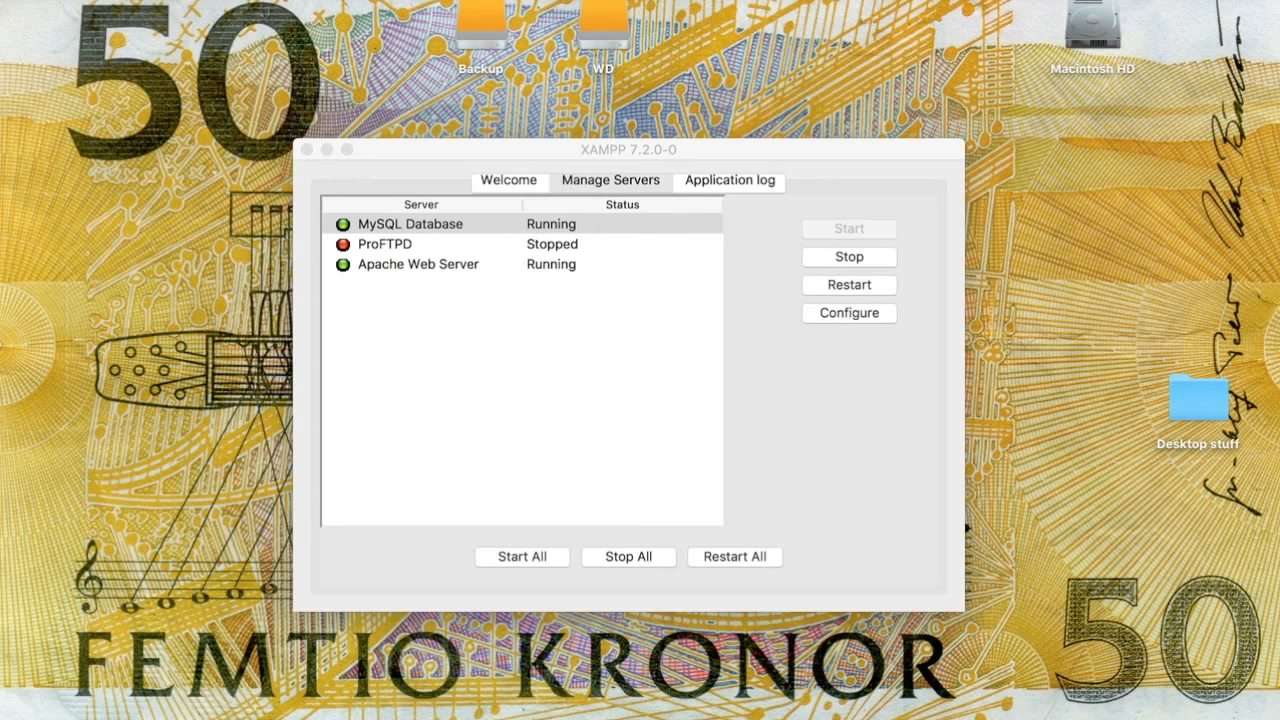 50
Backup
WD
Macintosh HD
XAMPP 7.2.0-0
Welcome
Manage Servers
Application log
Server Status
MySQL Database Running
ProFTPD Stopped
Apache Web Server Running
Start
Stop
Restart
Configure
Desktop stuff
Start All
Stop All
Restart All
FEMTIO KRONOR
50